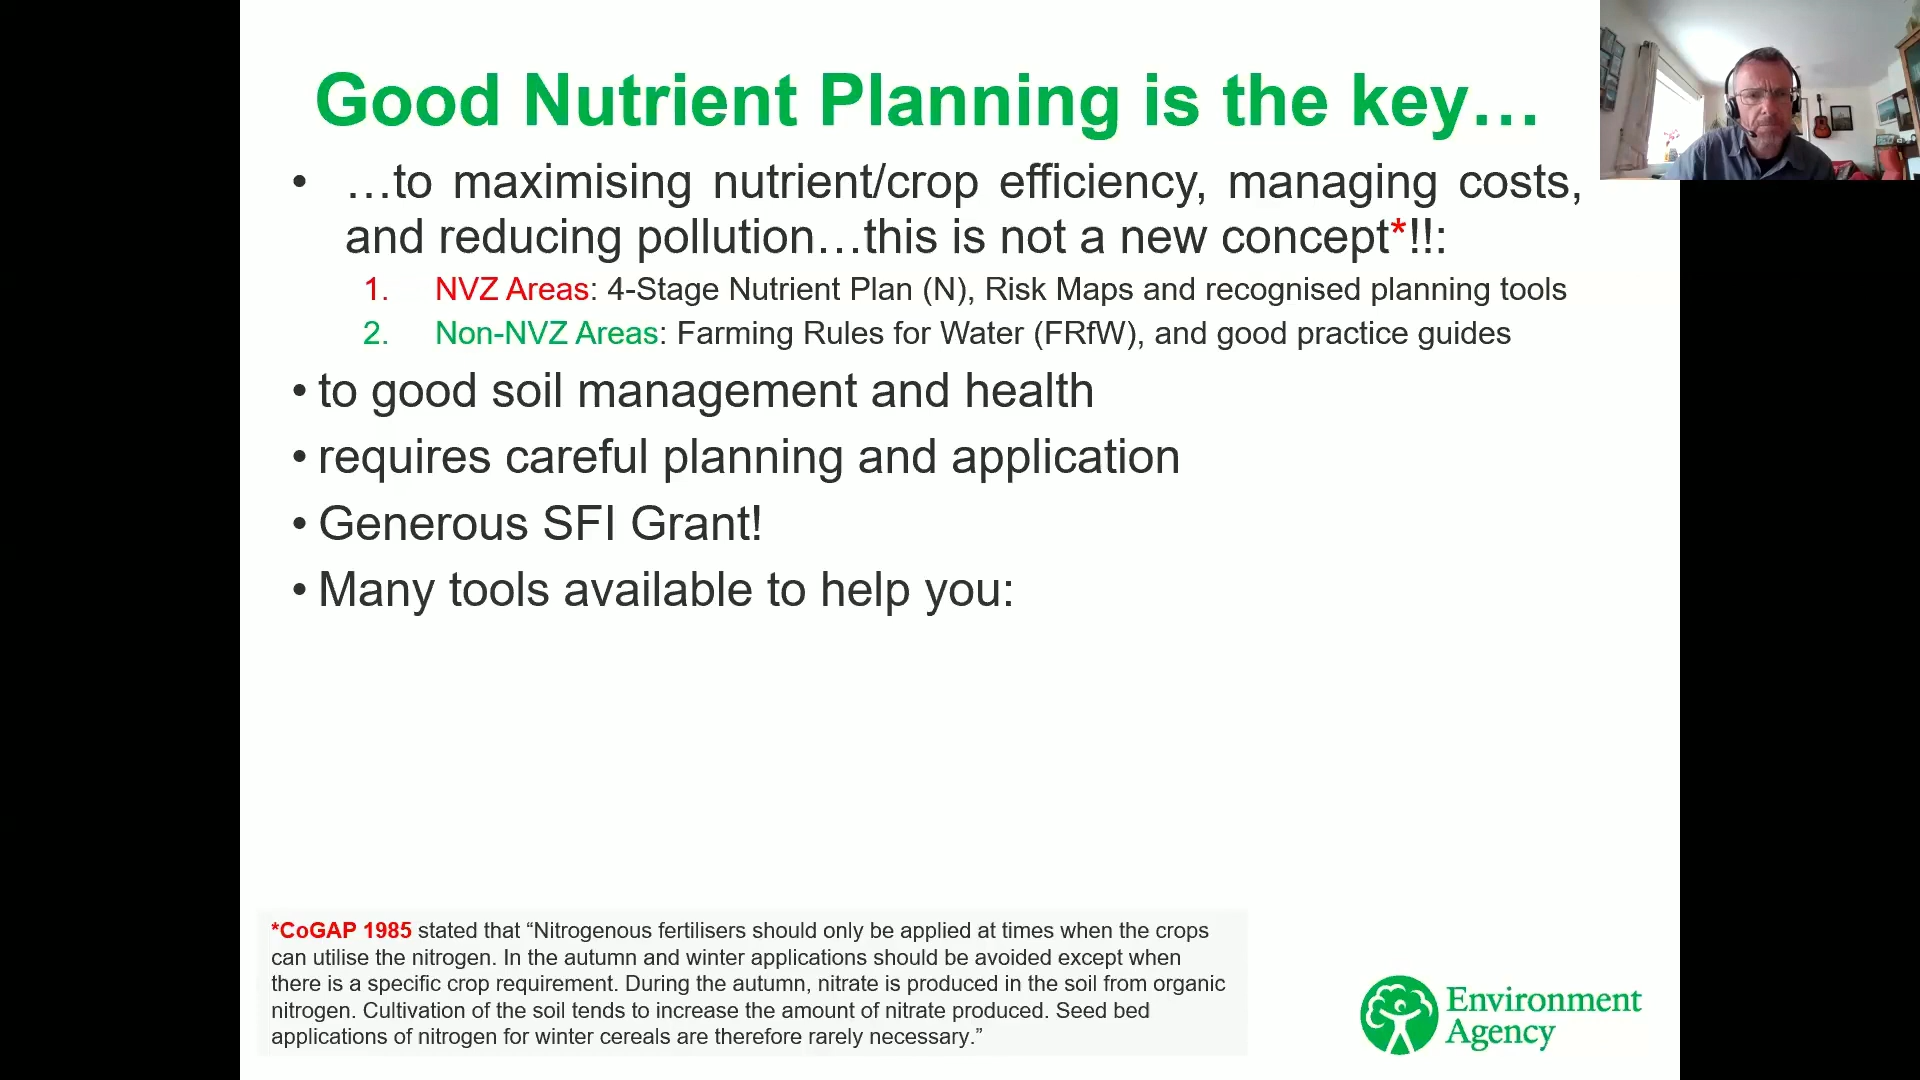 Good Nutrient Planning is the key…
• …to maximising nutrient/crop efficiency, managing costs,
and reducing pollution…this is not a new concept*!!:
1. NVZ Areas: 4-Stage Nutrient Plan (N), Risk Maps and recognised planning tools
2. Non-NVZ Areas: Farming Rules for Water (FRfW), and good practice guides
• to good soil management and health
• requires careful planning and application
• Generous SFI Grant!
• Many tools available to help you:
*CoGAP 1985 stated that “Nitrogenous fertilisers should only be applied at times when the crops
can utilise the nitrogen. In the autumn and winter applications should be avoided except when
there is a specific crop requirement. During the autumn, nitrate is produced in the soil from organic
nitrogen. Cultivation of the soil tends to increase the amount of nitrate produced. Seed bed
applications of nitrogen for winter cereals are therefore rarely necessary.”
Environment
Agency